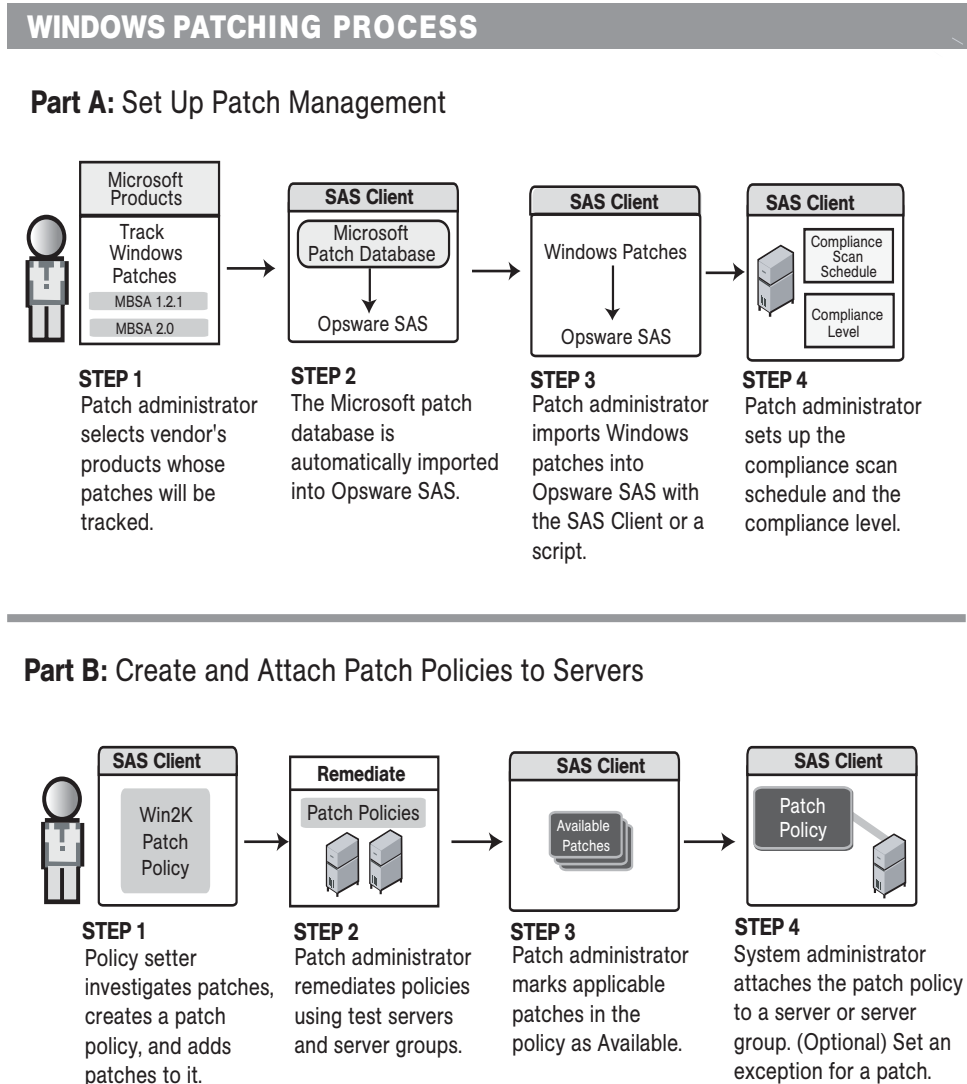 WINDOWS PATCHING PROCESS
Part A: Set Up Patch Management
Microsoft
Products
Track
Windows
Patches
MBSA 1.2.1
MBSA 2.0
SAS Client
Microsoft
Patch Database
Opsware SAS
SAS Client
Windows Patches
Opsware SAS
SAS Client
Compliance
Scan
Schedule
Compliance
Level
STEP 1
Patch administrator
selects vendor's
products whose
patches will be
tracked.
STEP 2
The Microsoft patch
database is
automatically imported
into Opsware SAS.
STEP 3
Patch administrator
imports Windows
patches into
Opsware SAS with
the SAS Client or a
script.
STEP 4
Patch administrator
sets up the
compliance scan
schedule and the
compliance level.
Part B: Create and Attach Patch Policies to Servers
SAS Client
Win2K
Patch
Policy
Remediate
Patch Policies
SAS Client
Available
Patches
SAS Client
Patch
Policy
STEP 1
Policy setter
investigates patches,
creates a patch
policy, and adds
patches to it.
STEP 2
Patch administrator
remediates policies
using test servers
and server groups.
STEP 3
Patch administrator
marks applicable
patches in the
policy as Available.
STEP 4
System administrator
attaches the patch policy
to a server or server
group. (Optional) Set an
exception for a patch.